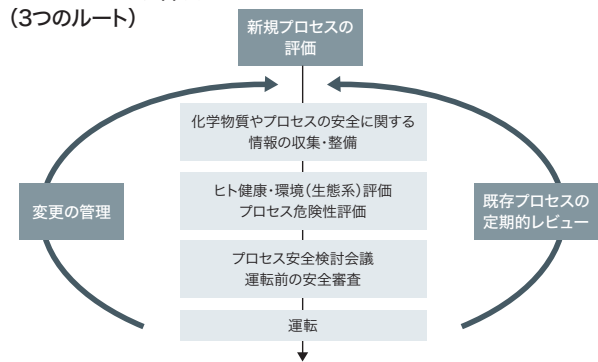 （3つのルート）
新規プロセスの
評価
化学物質やプロセスの安全に関する
情報の収集・整備
ヒト健康・環境（生態系）評価
プロセス危険性評価
変更の管理
既存プロセスの
定期的レビュー
プロセス安全検討会議
運転前の安全審査
運転